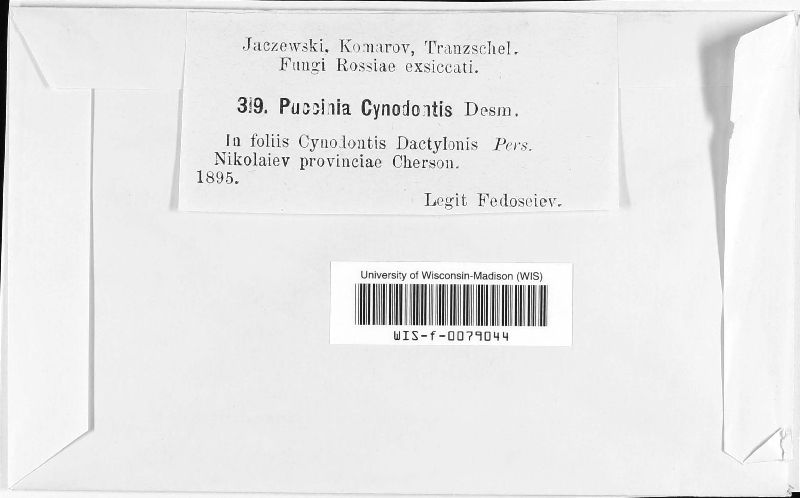 Jaczewski. Komarov, Tranzschel.
Fungi Rossiae exsiccati.
319. Puccinia Cynodontis Desm.
In foliis Cynodontis Dactylonis Pers.
Nikolaiev provinciae Cherson.
1895.
Legit Fedoseiev.
University of Wisconsin-Madison (WIS)
WIS-f-0079044